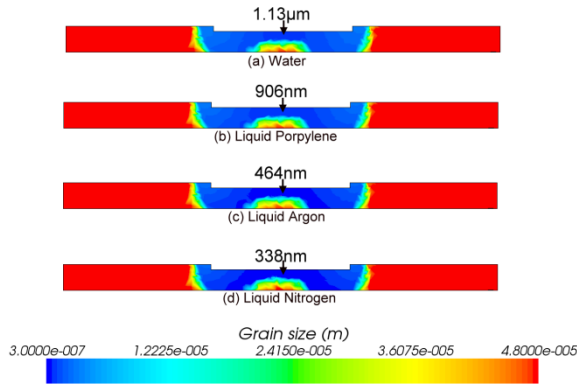 1.13μm
(a) Water
906nm
(b) Liquid Porpylene
464nm
(c) Liquid Argon
338nm
(d) Liquid Nitrogen
Grain size (m)
3.0000e-007 1.2225e-005 2.4150e-005 3.6075e-005 4.8000e-005